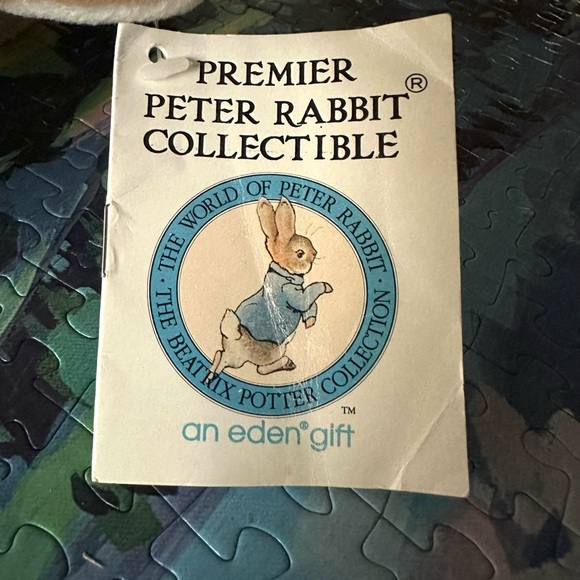 PREMIER
PETER RABBIT®
COLLECTIBLE
· THE WORLD OF PETER RABBIT ·
THE BEATRIX POTTER COLLECTION
TM
an eden® gift